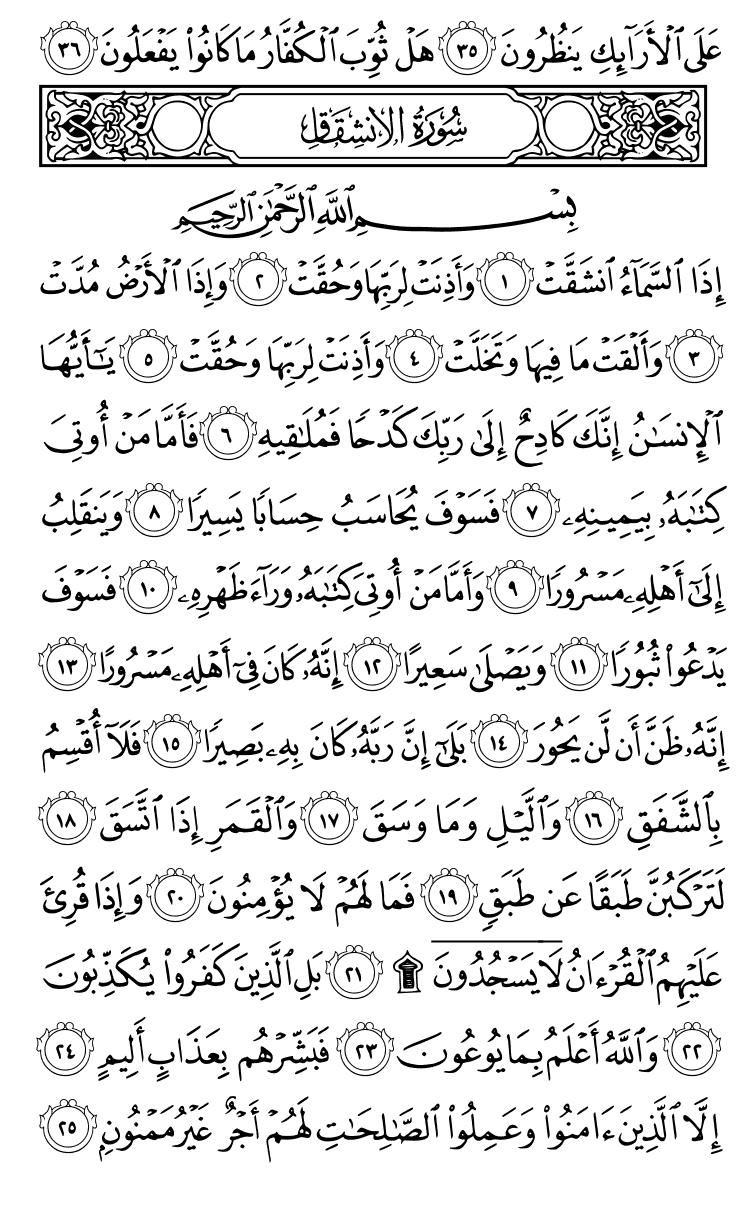 عَلَى ٱلْأَرَآئِكِ يَنظُرُونَ ٣٥ هَلْ ثُوِّبَ ٱلْكُفَّارُ مَا كَانُوا۟ يَفْعَلُونَ ٣٦
سُورَةُ الانشِقَاقِ
بِسْمِ ٱللَّهِ ٱلرَّحْمَٰنِ ٱلرَّحِيمِ
إِذَا ٱلسَّمَآءُ ٱنشَقَّتْ ١ وَأَذِنَتْ لِرَبِّهَا وَحُقَّتْ ٢ وَإِذَا ٱلْأَرْضُ مُدَّتْ
٣ وَأَلْقَتْ مَا فِيهَا وَتَخَلَّتْ ٤ وَأَذِنَتْ لِرَبِّهَا وَحُقَّتْ ٥ يَٰٓأَيُّهَا
ٱلْإِنسَٰنُ إِنَّكَ كَادِحٌ إِلَىٰ رَبِّكَ كَدْحًا فَمُلَٰقِيهِ ٦ فَأَمَّا مَنْ أُوتِىَ
كِتَٰبَهُۥ بِيَمِينِهِۦ ٧ فَسَوْفَ يُحَاسَبُ حِسَابًا يَسِيرًا ٨ وَيَنقَلِبُ
إِلَىٰٓ أَهْلِهِۦ مَسْرُورًا ٩ وَأَمَّا مَنْ أُوتِىَ كِتَٰبَهُۥ وَرَآءَ ظَهْرِهِۦ ١٠ فَسَوْفَ
يَدْعُوا۟ ثُبُورًا ١١ وَيَصْلَىٰ سَعِيرًا ١٢ إِنَّهُۥ كَانَ فِىٓ أَهْلِهِۦ مَسْرُورًا ١٣
إِنَّهُۥ ظَنَّ أَن لَّن يَحُورَ ١٤ بَلَىٰٓ إِنَّ رَبَّهُۥ كَانَ بِهِۦ بَصِيرًا ١٥ فَلَآ أُقْسِمُ
بِٱلشَّفَقِ ١٦ وَٱلَّيْلِ وَمَا وَسَقَ ١٧ وَٱلْقَمَرِ إِذَا ٱتَّسَقَ ١٨
لَتَرْكَبُنَّ طَبَقًا عَن طَبَقٍ ١٩ فَمَا لَهُمْ لَا يُؤْمِنُونَ ٢٠ وَإِذَا قُرِئَ
عَلَيْهِمُ ٱلْقُرْءَانُ لَا يَسْجُدُونَ ۩ ٢١ بَلِ ٱلَّذِينَ كَفَرُوا۟ يُكَذِّبُونَ
٢٢ وَٱللَّهُ أَعْلَمُ بِمَا يُوعُونَ ٢٣ فَبَشِّرْهُم بِعَذَابٍ أَلِيمٍ ٢٤
إِلَّا ٱلَّذِينَ ءَامَنُوا۟ وَعَمِلُوا۟ ٱلصَّٰلِحَٰتِ لَهُمْ أَجْرٌ غَيْرُ مَمْنُونٍۭ ٢٥